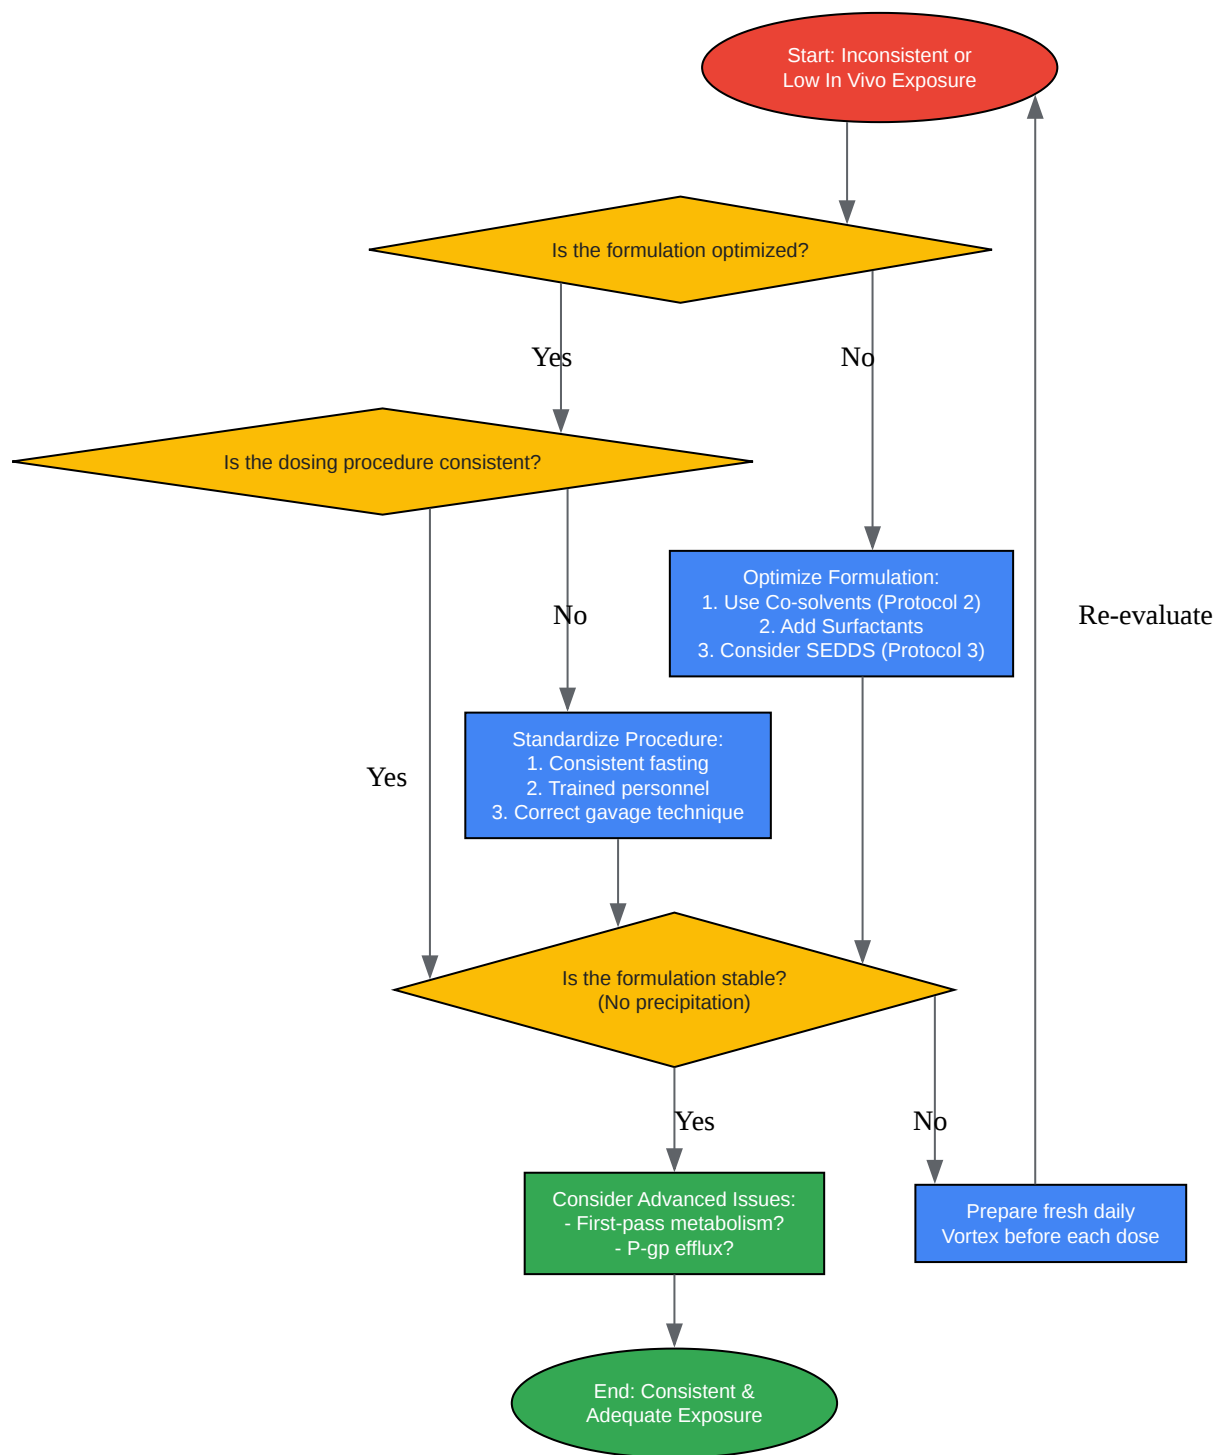 Start: Inconsistent or
Low In Vivo Exposure
Is the formulation optimized?
Yes
No
Is the dosing procedure consistent?
Optimize Formulation:
1. Use Co-solvents (Protocol 2)
2. Add Surfactants
3. Consider SEDDS (Protocol 3)
No
Re-evaluate
Standardize Procedure:
1. Consistent fasting
2. Trained personnel
3. Correct gavage technique
Yes
Is the formulation stable?
(No precipitation)
Yes
No
Consider Advanced Issues:
- First-pass metabolism?
- P-gp efflux?
Prepare fresh daily
Vortex before each dose
End: Consistent &
Adequate Exposure